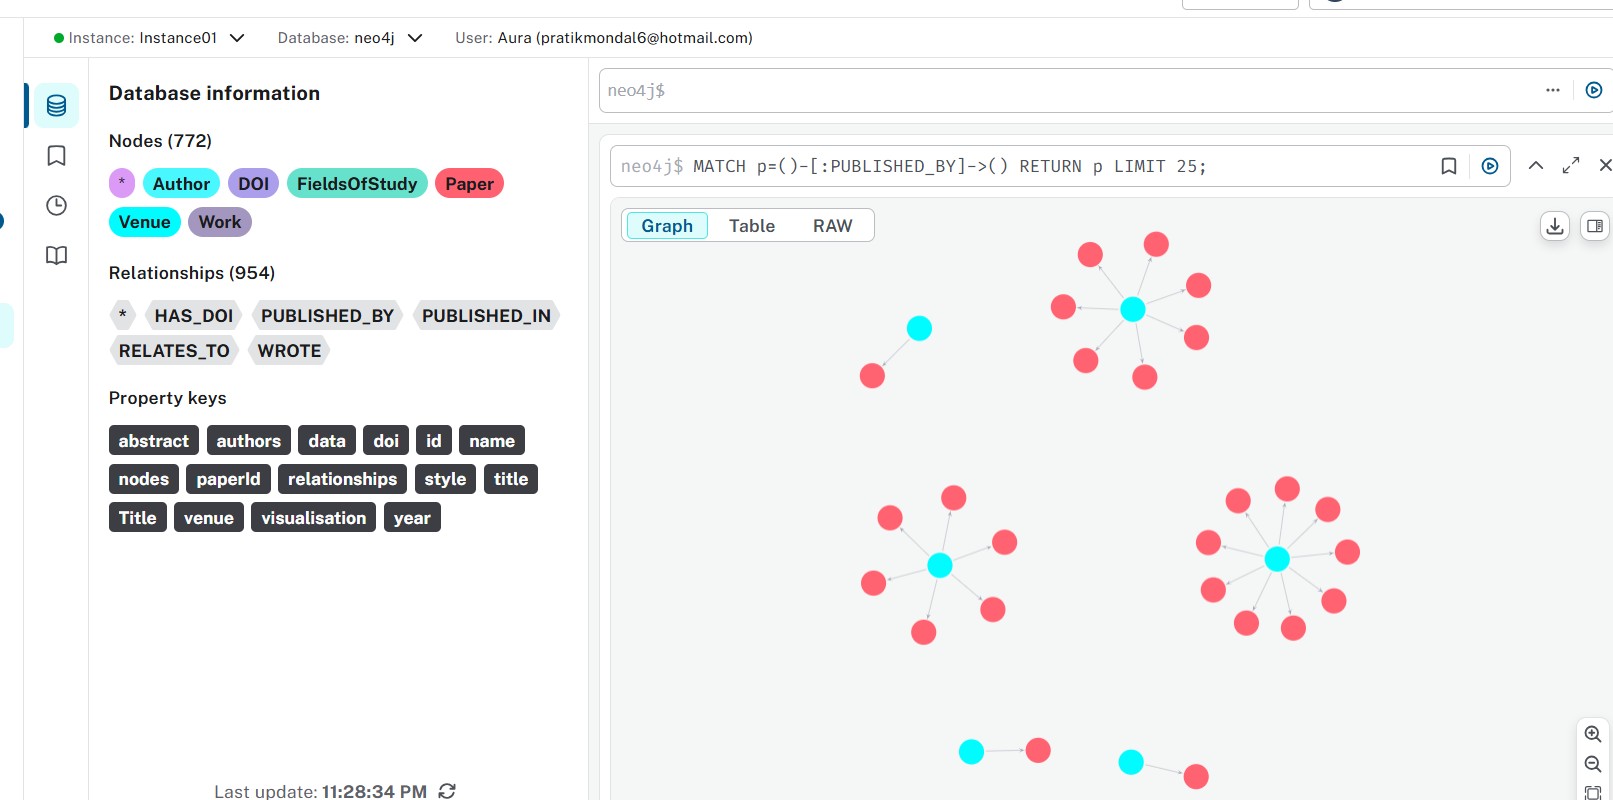 Instance: Instance01 Database: neo4j User: Aura (pratikmondal6@hotmail.com)
Database information
Nodes (772)
* Author DOI FieldsOfStudy Paper
Venue Work
Relationships (954)
* HAS_DOI PUBLISHED_BY PUBLISHED_IN
RELATES_TO WROTE
Property keys
abstract authors data doi id name
nodes paperId relationships style title
Title venue visualisation year
Last update: 11:28:34 PM
neo4j$
neo4j$ MATCH p=()-[:PUBLISHED_BY]->() RETURN p LIMIT 25;
Graph Table RAW